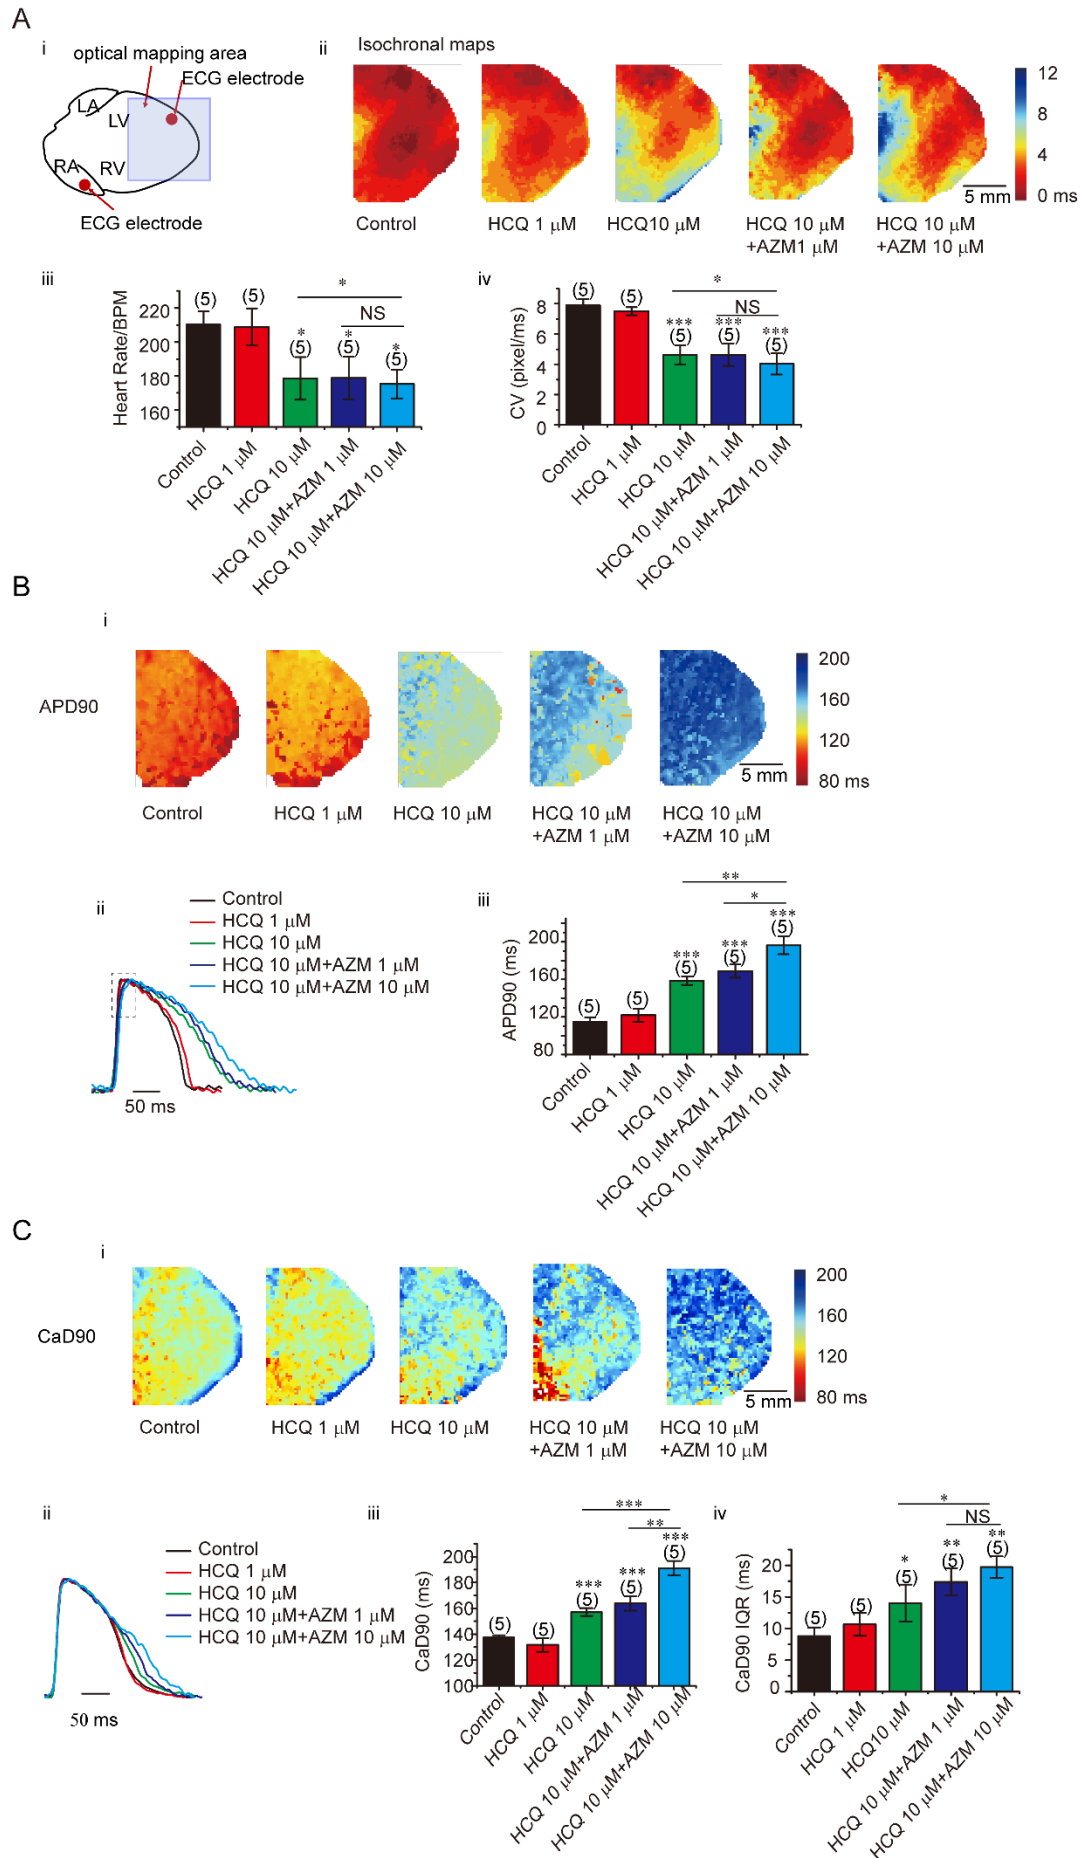 A
i
optical mapping area
ECG electrode
LA
LV
RA
RV
ECG electrode
ii
Isochronal maps
12
8
4
0 ms
5 mm
Control
HCQ 1 μM
HCQ10 μM
HCQ 10 μM
+AZM1 μM
HCQ 10 μM
+AZM 10 μM
iii
Heart Rate/BPM
220
200
180
160
(5)
(5)
*
(5)
*
(5)
*
(5)
*
NS
Control
HCQ 1 μM
HCQ 10 μM
HCQ 10 μM+AZM 1 μM
HCQ 10 μM+AZM 10 μM
iv
CV (pixel/ms)
8
6
4
2
0
(5)
(5)
***
(5)
***
(5)
***
(5)
*
NS
Control
HCQ 1 μM
HCQ 10 μM
HCQ 10 μM+AZM 1 μM
HCQ 10 μM+AZM 10 μM
B
i
APD90
200
160
120
80 ms
5 mm
Control
HCQ 1 μM
HCQ 10 μM
HCQ 10 μM
+AZM 1 μM
HCQ 10 μM
+AZM 10 μM
ii
Control
HCQ 1 μM
HCQ 10 μM
HCQ 10 μM+AZM 1 μM
HCQ 10 μM+AZM 10 μM
50 ms
iii
APD90 (ms)
200
160
120
80
(5)
(5)
***
(5)
***
(5)
***
(5)
**
*
Control
HCQ 1 μM
HCQ 10 μM
HCQ 10 μM+AZM 1 μM
HCQ 10 μM+AZM 10 μM
C
i
CaD90
200
160
120
80 ms
5 mm
Control
HCQ 1 μM
HCQ 10 μM
HCQ 10 μM
+AZM 1 μM
HCQ 10 μM
+AZM 10 μM
ii
Control
HCQ 1 μM
HCQ 10 μM
HCQ 10 μM+AZM 1 μM
HCQ 10 μM+AZM 10 μM
50 ms
iii
CaD90 (ms)
200
180
160
140
120
100
(5)
(5)
***
(5)
***
(5)
***
(5)
***
**
Control
HCQ 1 μM
HCQ 10 μM
HCQ 10 μM+AZM 1 μM
HCQ 10 μM+AZM 10 μM
iv
CaD90 IQR (ms)
20
15
10
5
0
(5)
(5)
*
(5)
**
(5)
**
(5)
*
NS
Control
HCQ 1 μM
HCQ10 μM
HCQ 10 μM+AZM 1 μM
HCQ 10 μM+AZM 10 μM